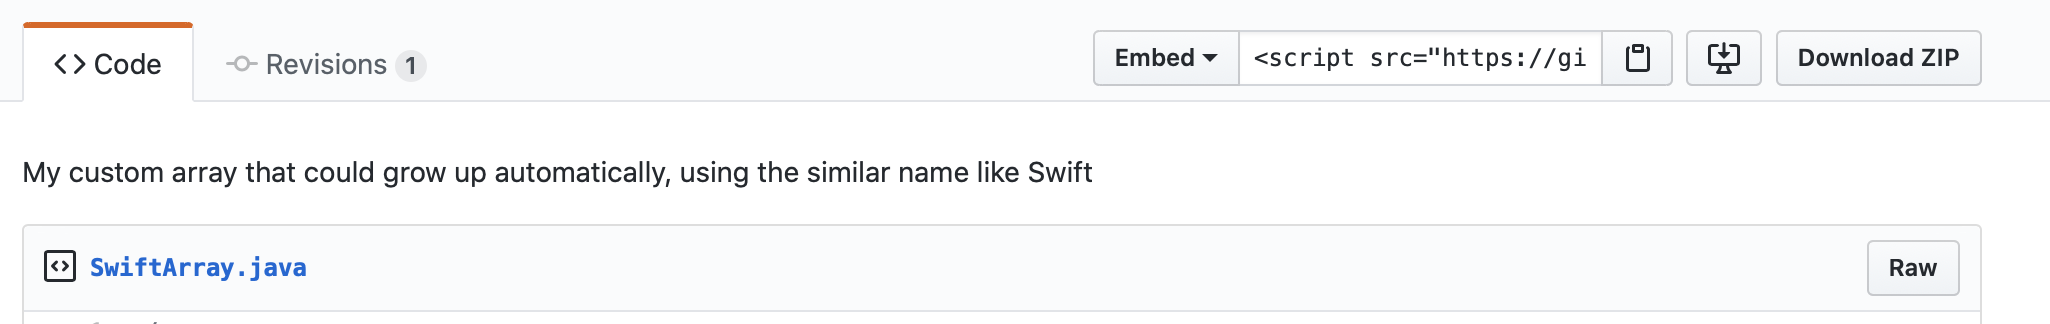 Code Revisions 1 Embed <script src="https://gi Download ZIP
My custom array that could grow up automatically, using the similar name like Swift
SwiftArray.java Raw